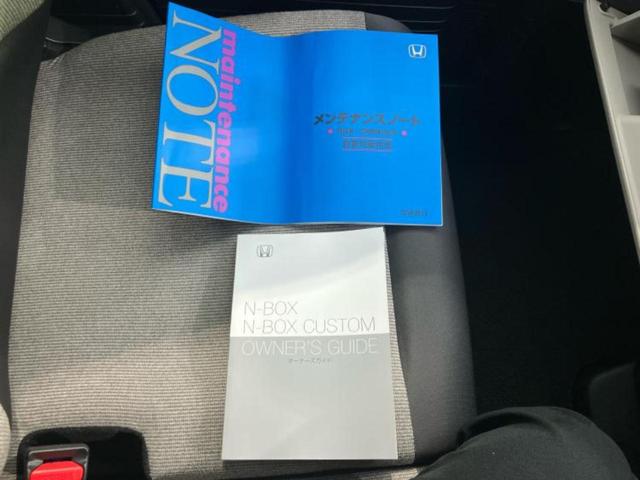 maintenance
NOTE
メンテナンスノート
N-BOX
N-BOX CUSTOM
OWNER'S GUIDE
オーナーズガイド